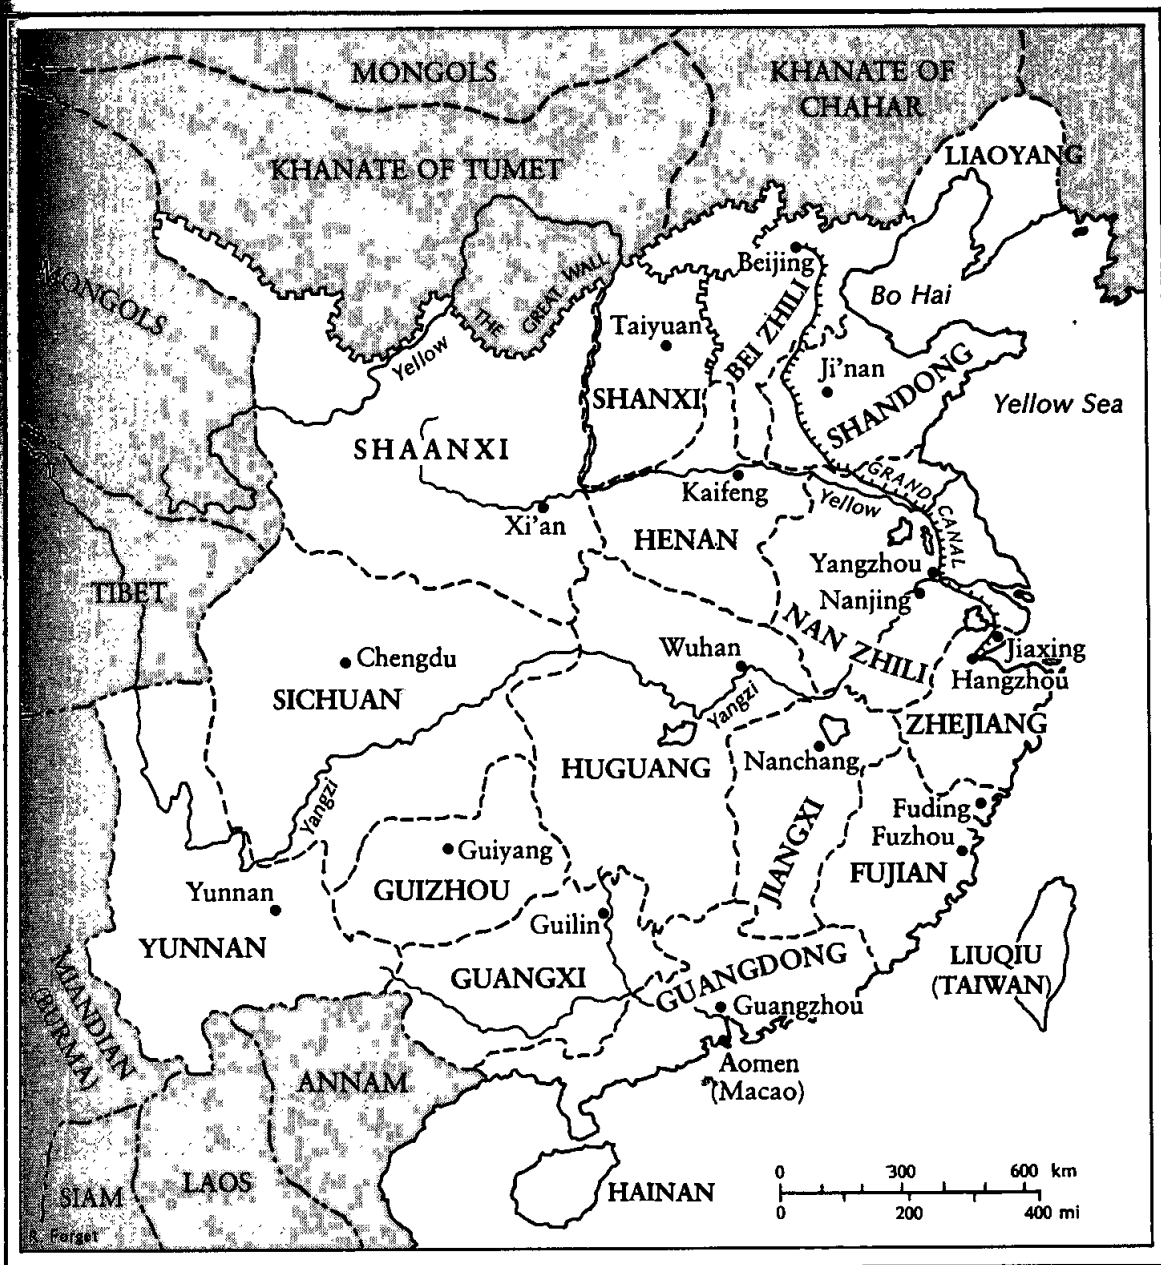 MONGOLS
KHANATE OF
CHAHAR
LIAOYANG
KHANATE OF TUMET
MONGOLS
THE GREAT WALL
Beijing
Bo Hai
BEI ZHILI
Taiyuan
Yellow
Ji'nan
SHANXI
SHANDONG
Yellow Sea
SHAANXI
GRAND CANAL
Kaifeng
Yellow
Xi'an
HENAN
Yangzhou
TIBET
Nanjing
NAN ZHILI
Wuhan
Jiaxing
Chengdu
Hangzhou
SICHUAN
Yangzi
ZHEJIANG
HUGUANG
Nanchang
Yangzi
Fuding
Fuzhou
JIANGXI
Guiyang
FUJIAN
GUIZHOU
Yunnan
Guilin
YUNNAN
GUANGXI
GUANGDONG
LIUQIU
(TAIWAN)
Guangzhou
MIANDIAN
(BURMA)
Aomen
(Macao)
ANNAM
SIAM
LAOS
HAINAN
0 300 600 km
0 200 400 mi
R. Forget